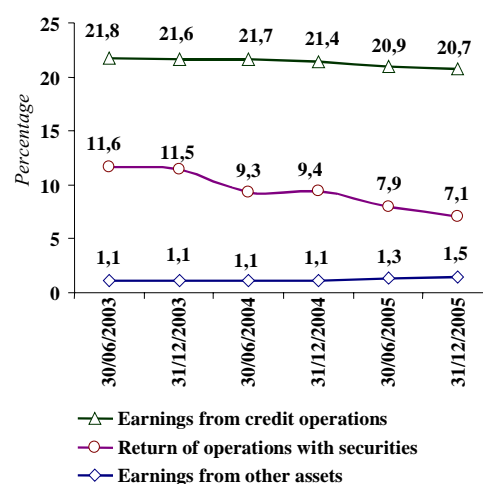 25
21,8 21,6 21,7 21,4 20,9 20,7
20
15
11,6 11,5 9,3 9,4 7,9 7,1
10
5
1,1 1,1 1,1 1,1 1,3 1,5
0
Percentage
30/06/2003 31/12/2003 30/06/2004 31/12/2004 30/06/2005 31/12/2005
Earnings from credit operations
Return of operations with securities
Earnings from other assets